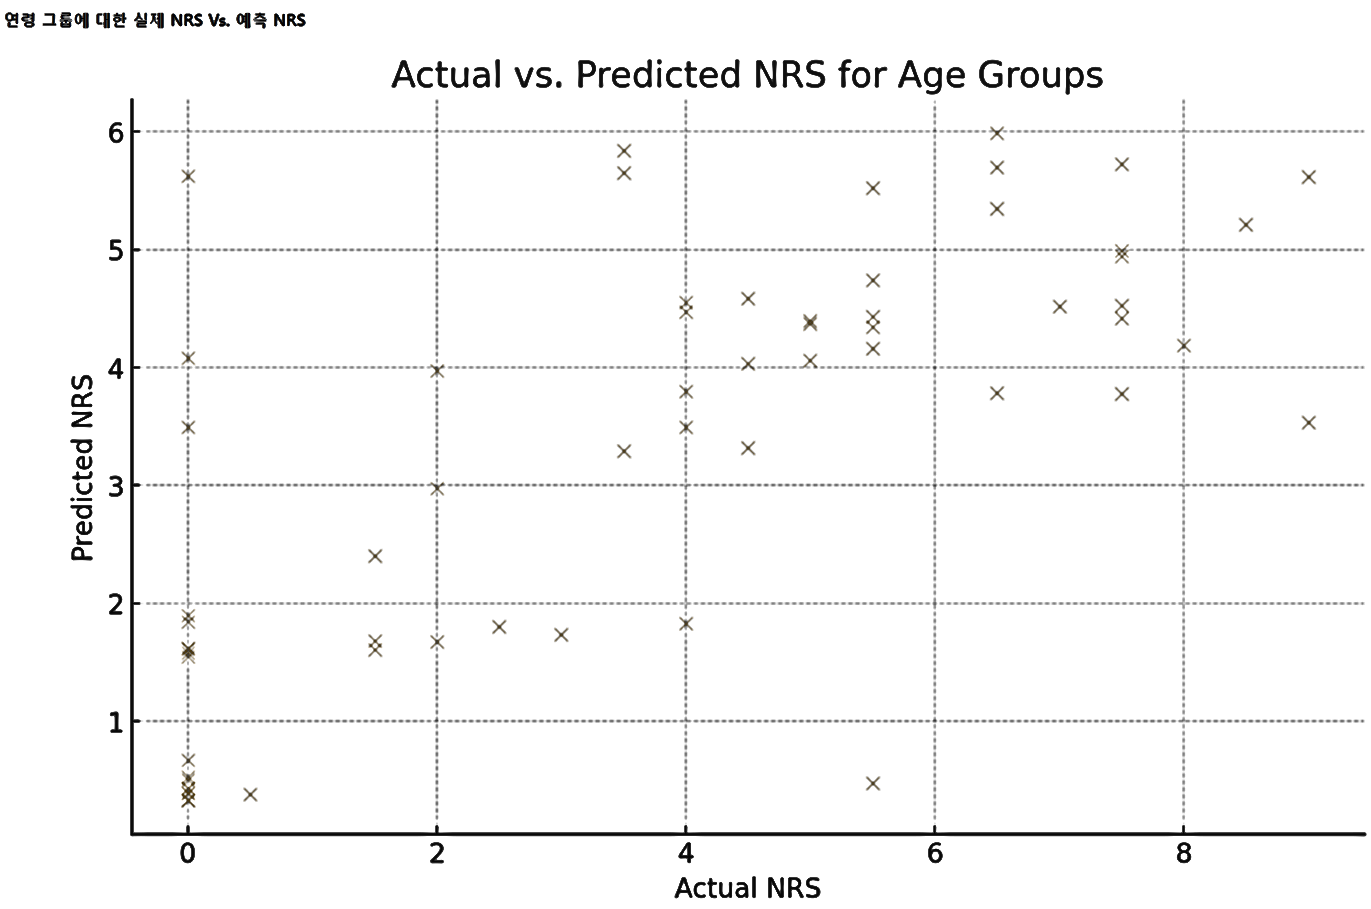 연령 그룹에 대한 실제 NRS Vs. 예측 NRS
Actual vs. Predicted NRS for Age Groups
6
5
4
3
2
1
Predicted NRS
0 2 4 6 8
Actual NRS